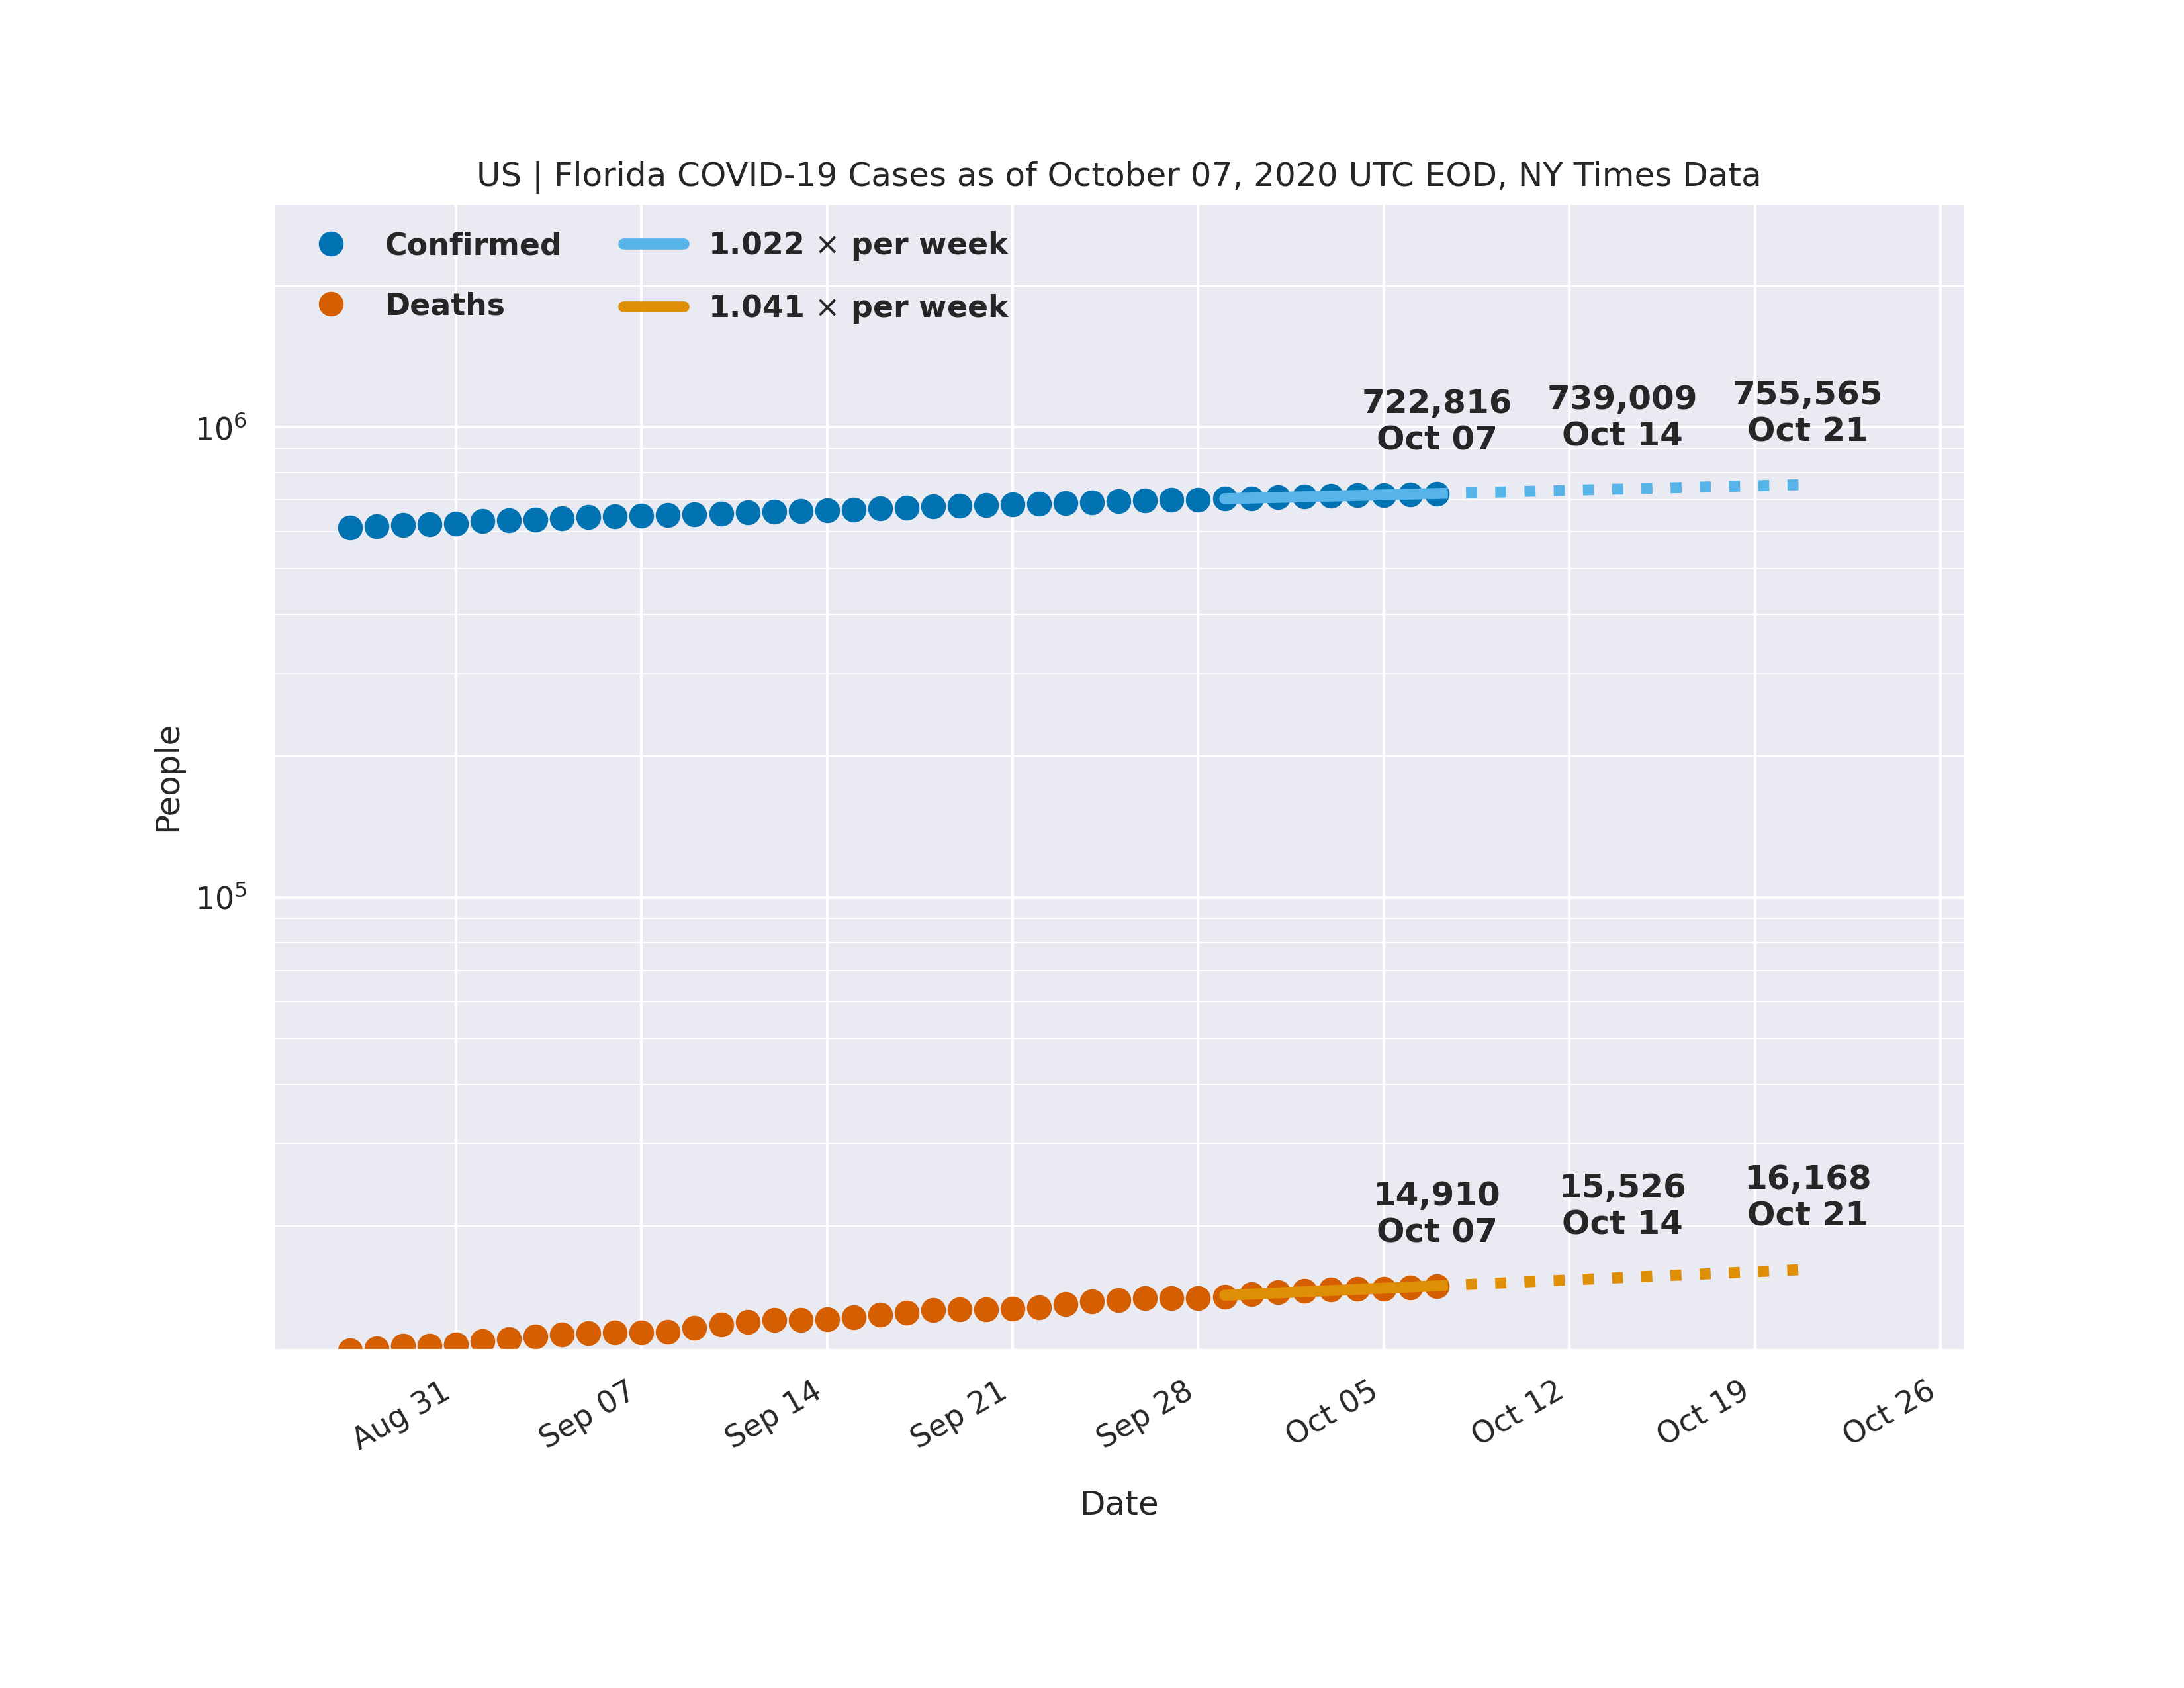 US | Florida COVID-19 Cases as of October 07, 2020 UTC EOD, NY Times Data
Confirmed
Deaths
1.022 × per week
1.041 × per week
722,816
Oct 07
739,009
Oct 14
755,565
Oct 21
10⁶
People
10⁵
14,910
Oct 07
15,526
Oct 14
16,168
Oct 21
Aug 31
Sep 07
Sep 14
Sep 21
Sep 28
Oct 05
Oct 12
Oct 19
Oct 26
Date